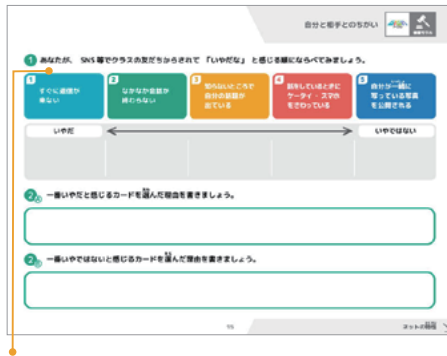 自分と相手とのちがい
1 あなたが、SNS等でクラスの友だちからされて「いやだな」と感じる順にならべてみましょう。
1 すぐに返信が来ない
2 なかなか会話が終わらない
3 知らないところで自分の話題が出ている
4 話をしているときにケータイ・スマホをさわっている
5 自分が一緒に写っている写真を公開される
いやだ
いやではない
2 一番いやだと感じるカードを選んだ理由を書きましょう。
2 一番いやではないと感じるカードを選んだ理由を書きましょう。